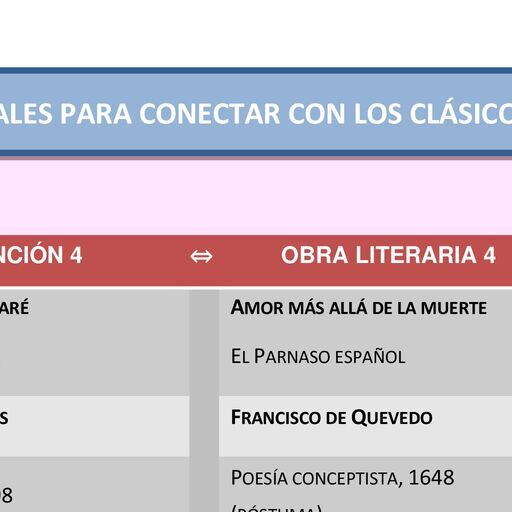 ALES PARA CONECTAR CON LOS CLÁSICO
NCIÓN 4 ⇔ OBRA LITERARIA 4
ARÉ AMOR MÁS ALLÁ DE LA MUERTE
EL PARNASO ESPAÑOL
S FRANCISCO DE QUEVEDO
POESÍA CONCEPTISTA, 1648
8 (PÓSTUMA)